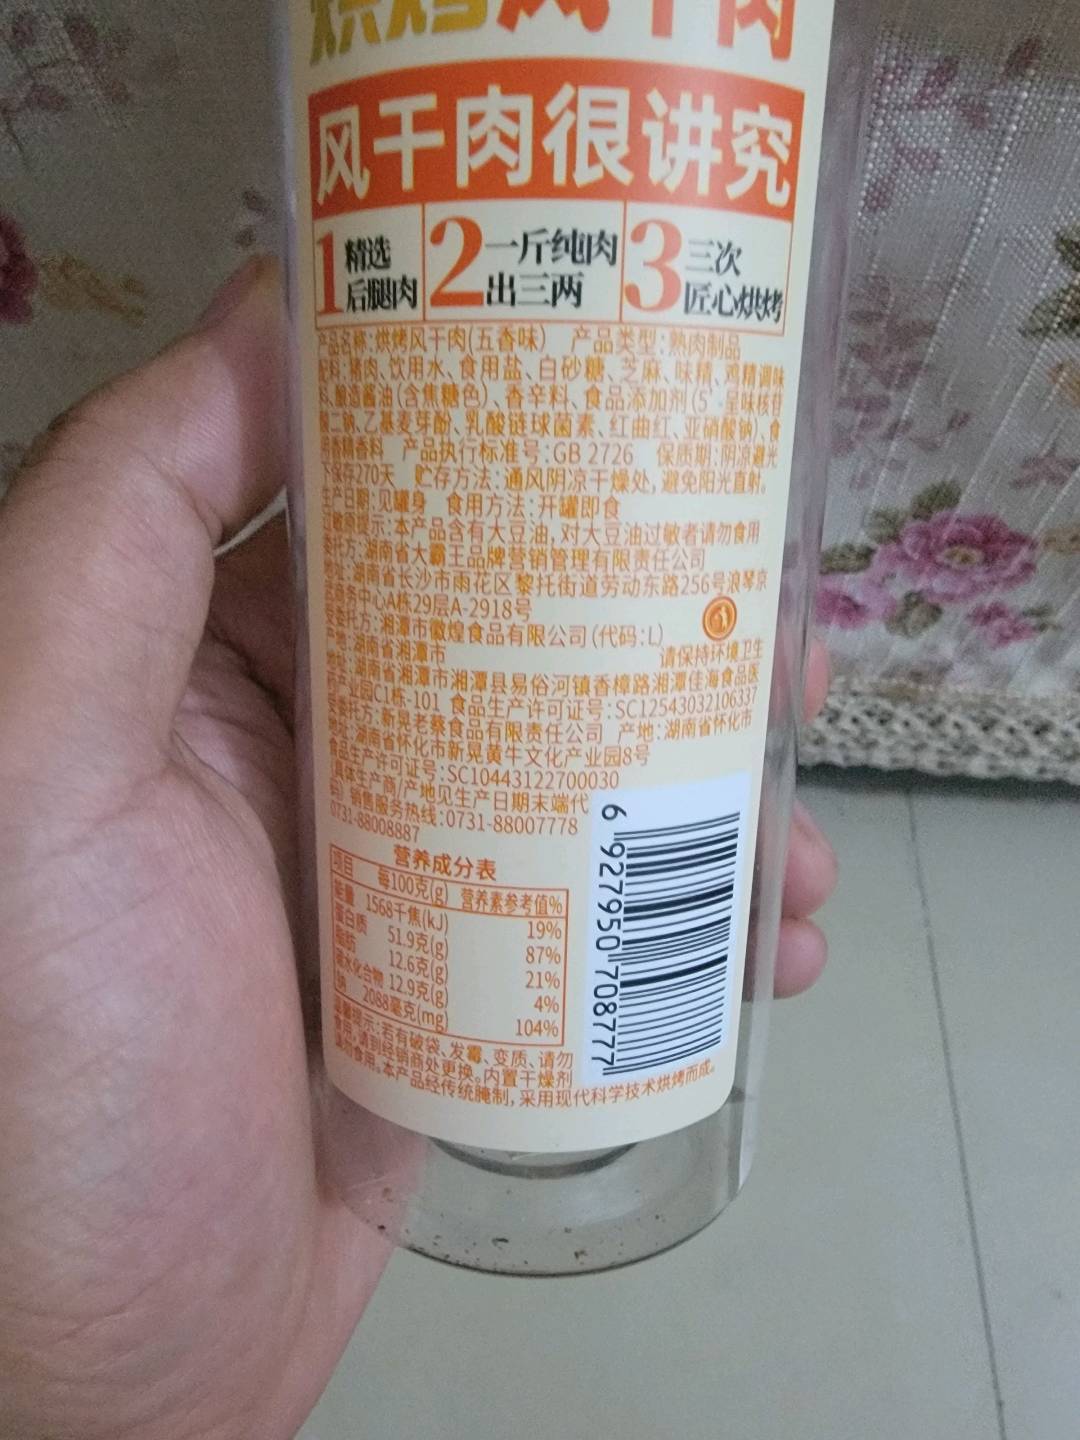 烘烤风干肉
风干肉很讲究
1 精选后腿肉 2 一斤纯肉出三两 3 三次匠心烘烤
产品名称:烘烤风干肉(五香味) 产品类型:熟肉制品
配料:猪肉、饮用水、食用盐、白砂糖、芝麻、味精、鸡精调味
料、酿造酱油(含焦糖色)、香辛料、食品添加剂(5'-呈味核苷
酸二钠、乙基麦芽酚、乳酸链球菌素、红曲红、亚硝酸钠)、食
用香精香料 产品执行标准号:GB 2726 保质期:阴凉避光
下保存270天 贮存方法:通风阴凉干燥处,避免阳光直射。
生产日期:见罐身 食用方法:开罐即食
过敏原提示:本产品含有大豆油,对大豆油过敏者请勿食用
委托方:湖南省大霸王品牌营销管理有限责任公司
地址:湖南省长沙市雨花区黎托街道劳动东路256号浪琴京
商务中心A栋29层A-2918号
受委托方:湘潭市徽煌食品有限公司(代码:L)
产地:湖南省湘潭市
请保持环境卫生
地址:湖南省湘潭市湘潭县易俗河镇香樟路湘潭佳海食品医
药产业园C1栋-101 食品生产许可证号:SC12543032106337
受委托方:新晃老蔡食品有限责任公司 产地:湖南省怀化市
地址:湖南省怀化市新晃黄牛文化产业园8号
食品生产许可证号:SC10443122700030
(具体生产商/产地见生产日期末端代
码) 销售服务热线:0731-88007778
0731-88008887
营养成分表
项目 每100克(g) 营养素参考值%
能量 1568千焦(kJ) 19%
蛋白质 51.9克(g) 87%
脂肪 12.6克(g) 21%
碳水化合物 12.9克(g) 4%
钠 2088毫克(mg) 104%
温馨提示:若有破袋、发霉、变质、请勿
食用,请到经销商处更换。内置干燥剂
请勿食用。本产品经传统腌制,采用现代科学技术烘烤而成。
6 927950 708777